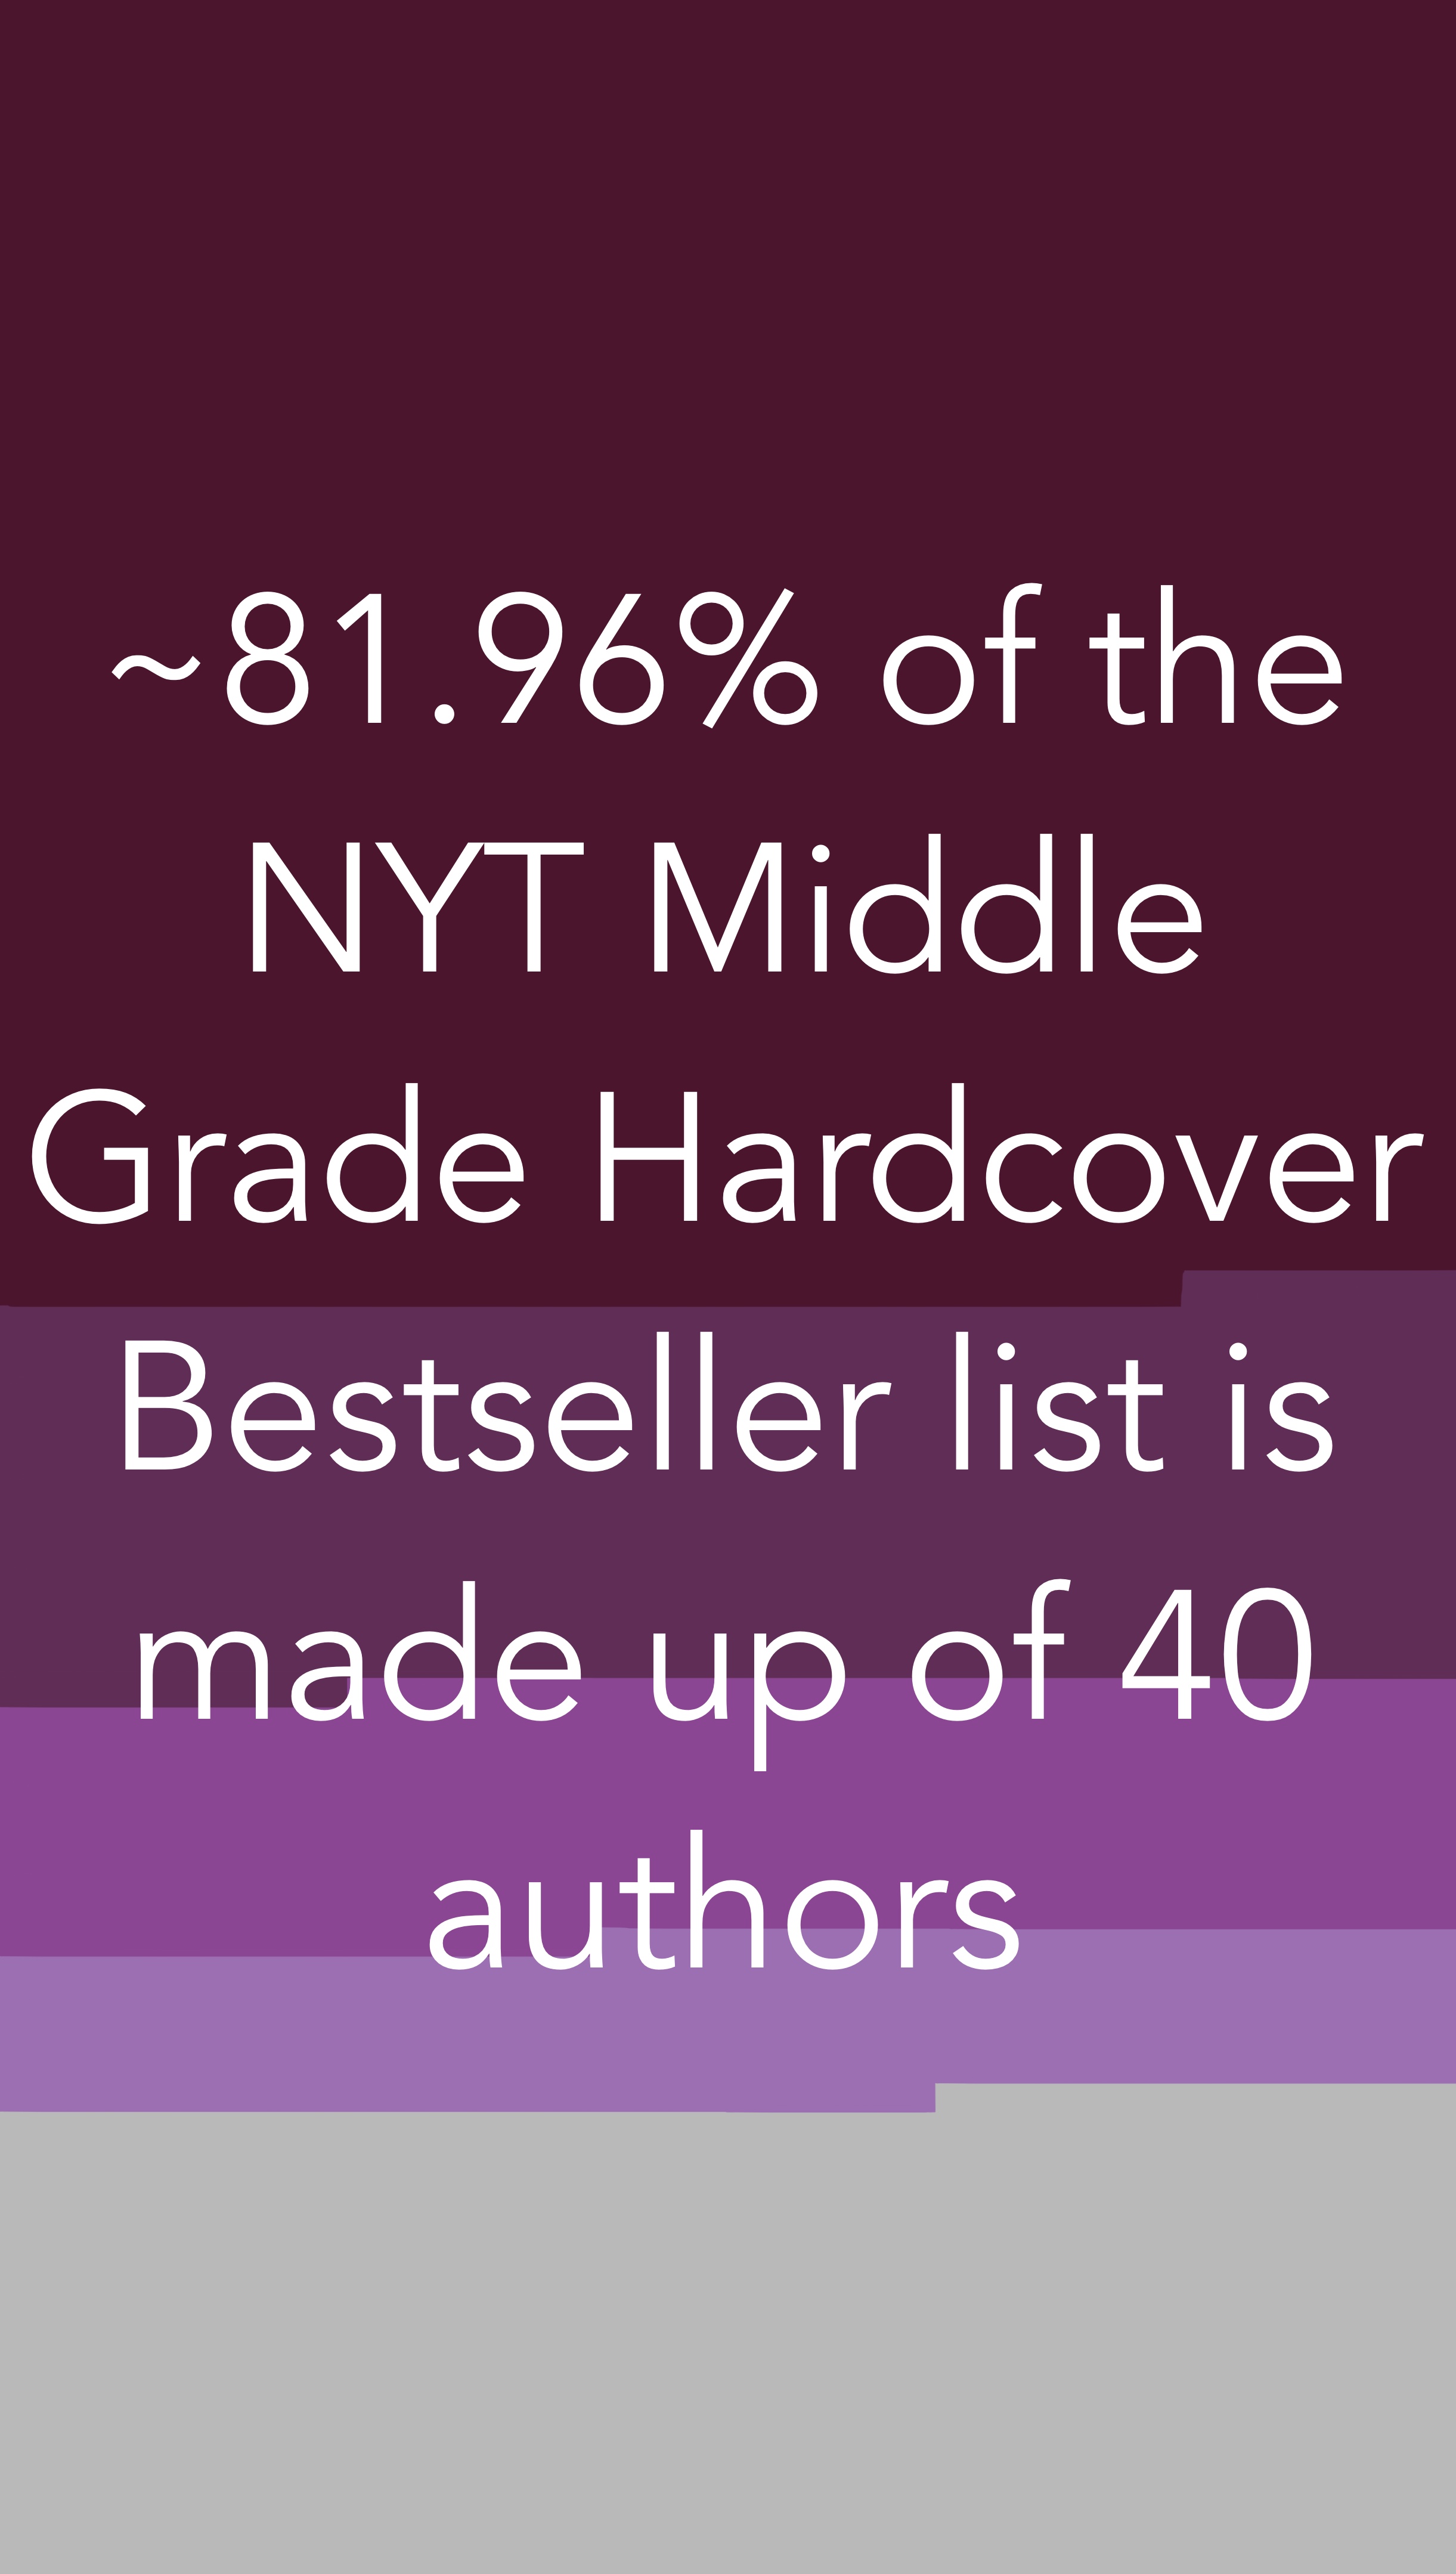 ~81.96% of the
NYT Middle
Grade Hardcover
Bestseller list is
made up of 40
authors